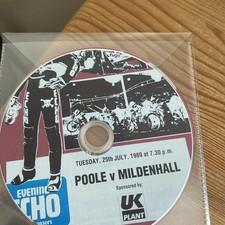 TUESDAY, 25th JULY, 1989 at 7.30 p.m.
POOLE v MILDENHALL
Sponsored by:
EVENING
ECHO
UK
PLANT